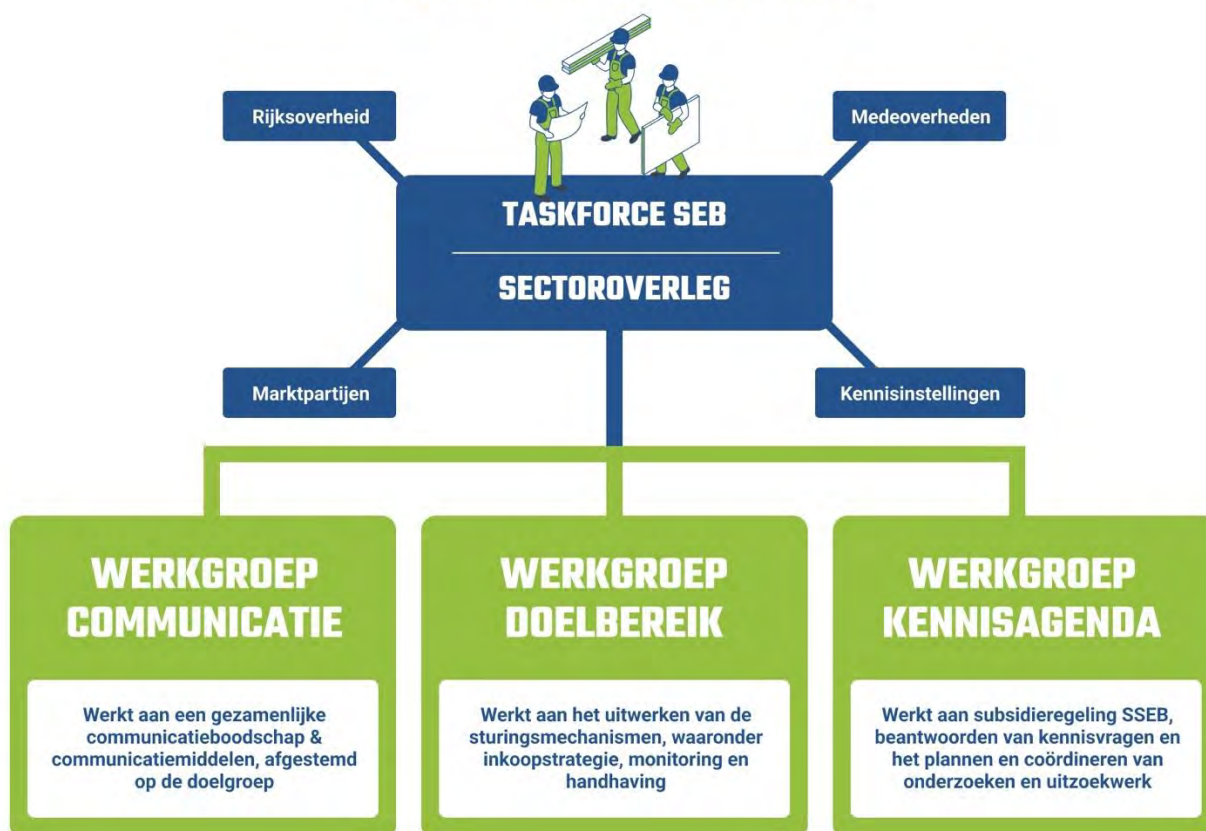 Rijksoverheid
Medeoverheden
TASKFORCE SEB
SECTOROVERLEG
Marktpartijen
Kennisinstellingen
WERKGROEP
COMMUNICATIE
Werkt aan een gezamenlijke
communicatieboodschap &
communicatiemiddelen, afgestemd
op de doelgroep
WERKGROEP
DOELBEREIK
Werkt aan het uitwerken van de
sturingsmechanismen, waaronder
inkoopstrategie, monitoring en
handhaving
WERKGROEP
KENNISAGENDA
Werkt aan subsidieregeling SSEB,
beantwoorden van kennisvragen en
het plannen en coördineren van
onderzoeken en uitzoekwerk